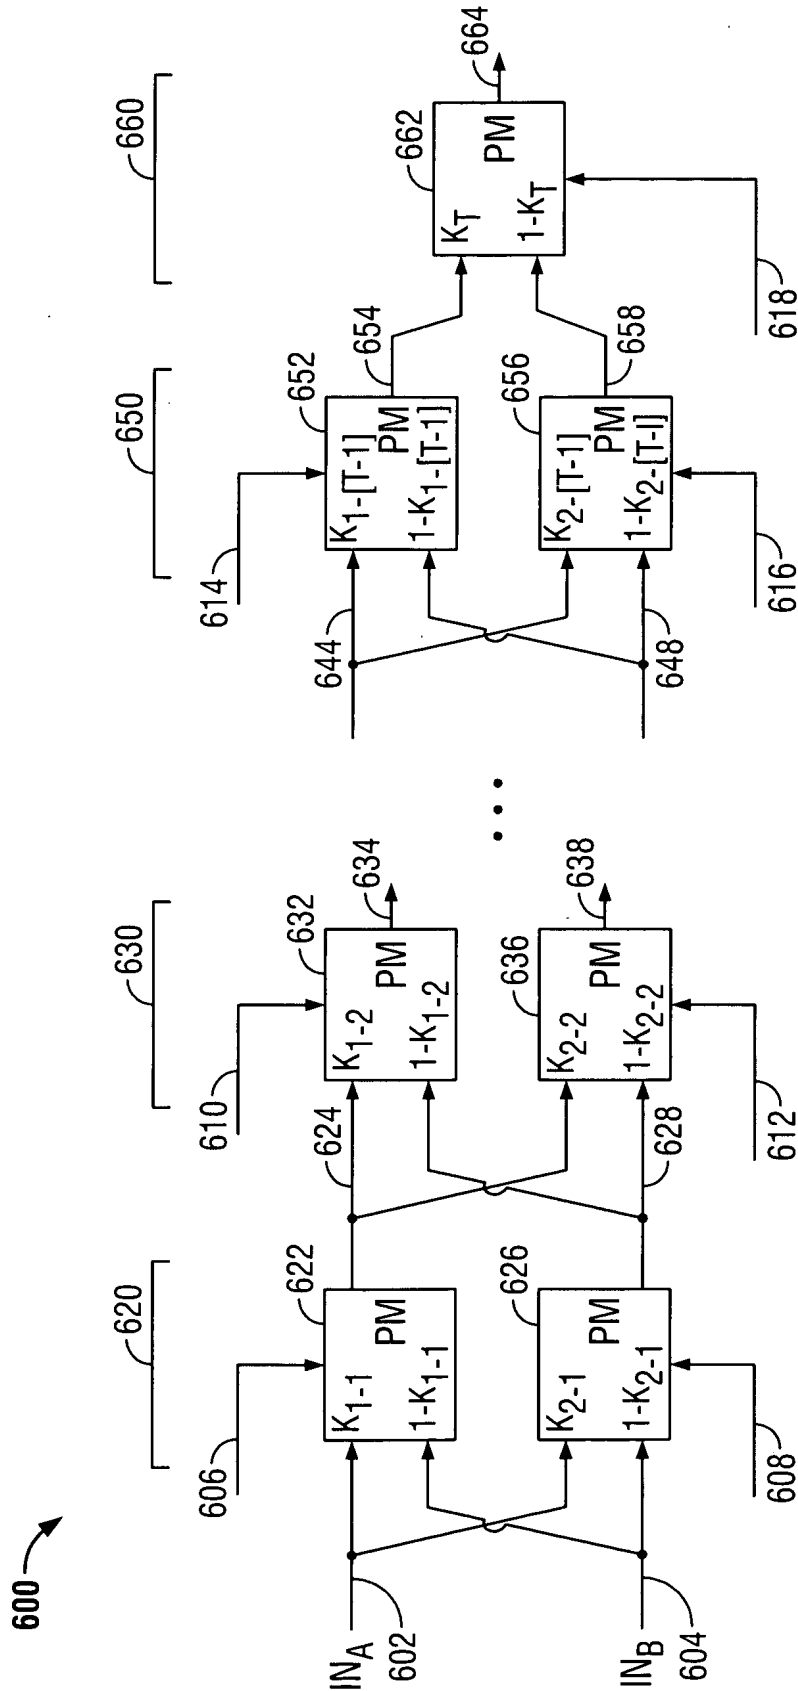 600
620
630
650
660
606
610
614
622
632
652
662
664
K1-1
PM
1-K1-1
624
K1-2
PM
1-K1-2
634
644
K1-[T-1]
PM
1-K1-[T-1]
654
KT
PM
1-KT
INA
602
INB
604
626
636
656
K2-1
PM
1-K2-1
628
K2-2
PM
1-K2-2
638
• • •
648
K2-[T-1]
PM
1-K2-[T-I]
658
608
612
616
618